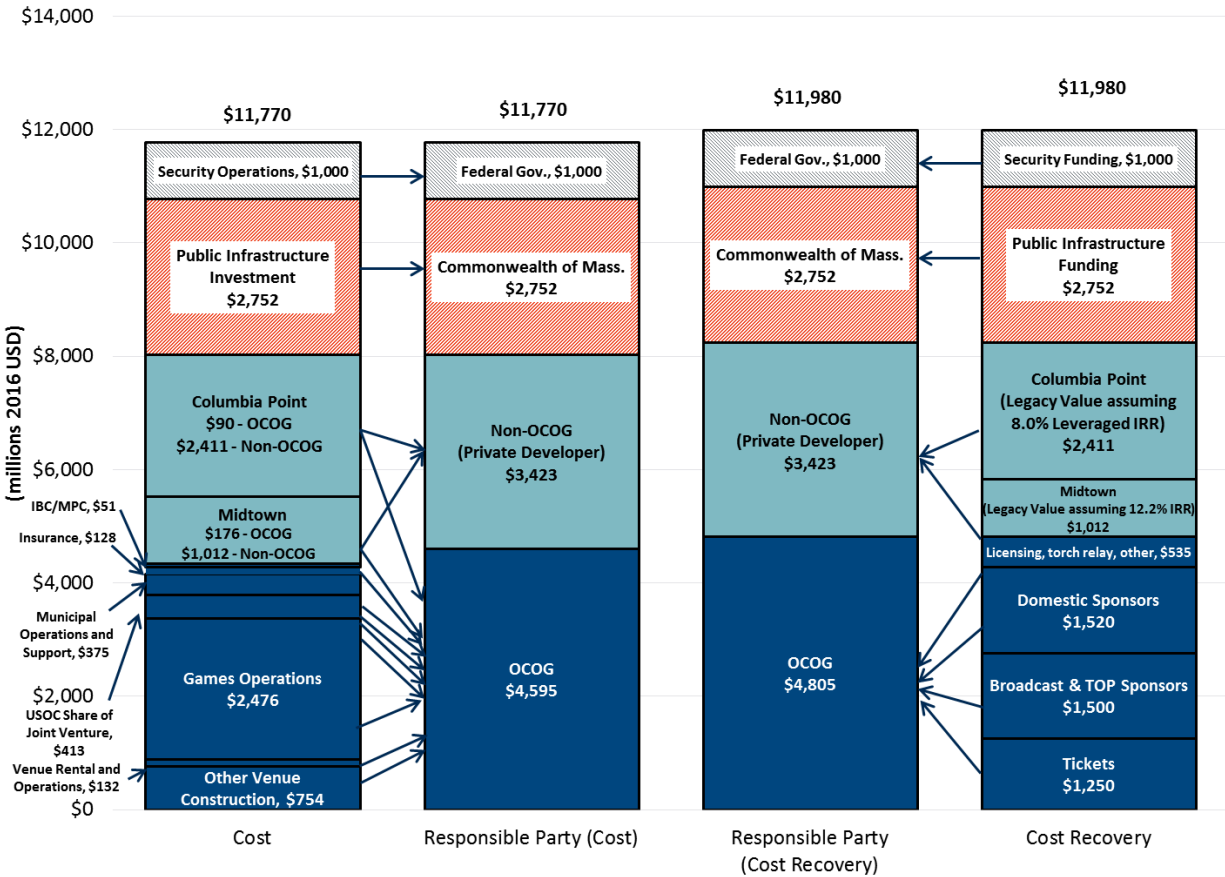 $14,000
$12,000
$10,000
$8,000
$6,000
$4,000
$2,000
$0
(millions 2016 USD)
$11,770
Security Operations, $1,000
Public Infrastructure
Investment
$2,752
Columbia Point
$90 - OCOG
$2,411 - Non-OCOG
Midtown
$176 - OCOG
$1,012 - Non-OCOG
IBC/MPC, $51
Insurance, $128
Municipal
Operations and
Support, $375
USOC Share of
Joint Venture,
$413
Venue Rental and
Operations, $132
Games Operations
$2,476
Other Venue
Construction, $754
Cost
$11,770
Federal Gov., $1,000
Commonwealth of Mass.
$2,752
Non-OCOG
(Private Developer)
$3,423
OCOG
$4,595
Responsible Party (Cost)
$11,980
Federal Gov., $1,000
Commonwealth of Mass.
$2,752
Non-OCOG
(Private Developer)
$3,423
OCOG
$4,805
Responsible Party
(Cost Recovery)
$11,980
Security Funding, $1,000
Public Infrastructure
Funding
$2,752
Columbia Point
(Legacy Value assuming
8.0% Leveraged IRR)
$2,411
Midtown
(Legacy Value assuming 12.2% IRR)
$1,012
Licensing, torch relay, other, $535
Domestic Sponsors
$1,520
Broadcast & TOP Sponsors
$1,500
Tickets
$1,250
Cost Recovery